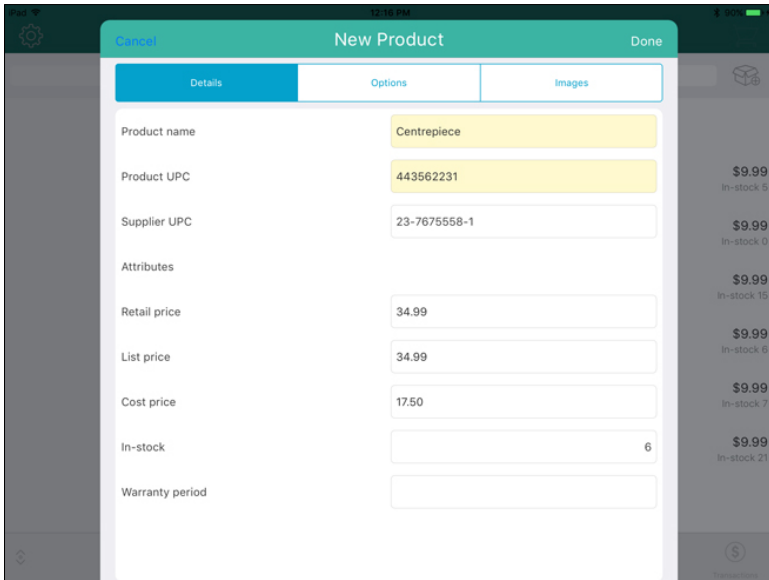 iPad 12:16 PM 90%
Cancel New Product Done
Details Options Images
Product name Centrepiece
Product UPC 443562231
$9.99
In-stock 5
Supplier UPC 23-7675558-1
$9.99
In-stock 0
Attributes
$9.99
In-stock 15
Retail price 34.99
$9.99
In-stock 6
List price 34.99
$9.99
In-stock 7
Cost price 17.50
$9.99
In-stock 21
In-stock 6
Warranty period